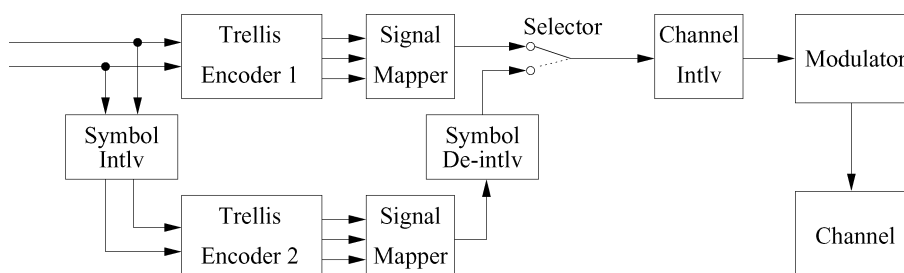 Trellis
Encoder 1
Signal
Mapper
Selector
Channel
Intlv
Modulator
Symbol
Intlv
Symbol
De-intlv
Trellis
Encoder 2
Signal
Mapper
Channel